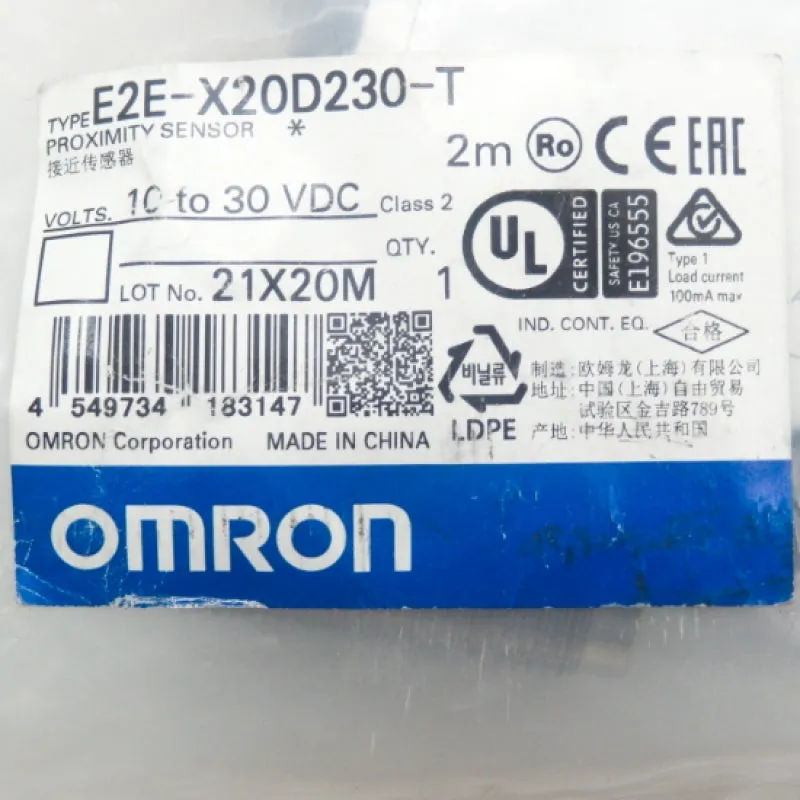 TYPE E2E-X20D230-T
PROXIMITY SENSOR *
接近传感器
2m Ro CE EAC
VOLTS. 10 to 30 VDC Class 2
UL CERTIFIED
SAFETY US CA
E196555
Type 1
Load current
100mA max
QTY.
LOT No. 21X20M 1
IND. CONT. EQ.
合格
4 549734 183147
비닐류
LDPE
制造: 欧姆龙(上海)有限公司
地址: 中国(上海)自由贸易
试验区金吉路789号
产地: 中华人民共和国
OMRON Corporation MADE IN CHINA
OMRON